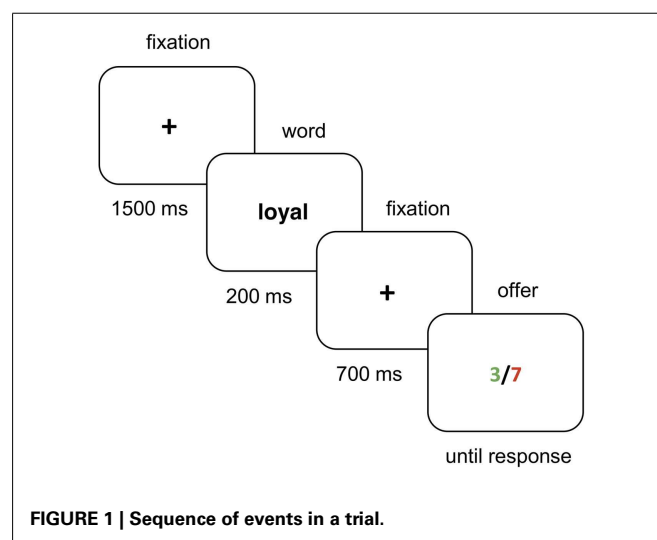 fixation
+
word
1500 ms
loyal
fixation
200 ms
+
offer
700 ms
3/7
until response
FIGURE 1 | Sequence of events in a trial.